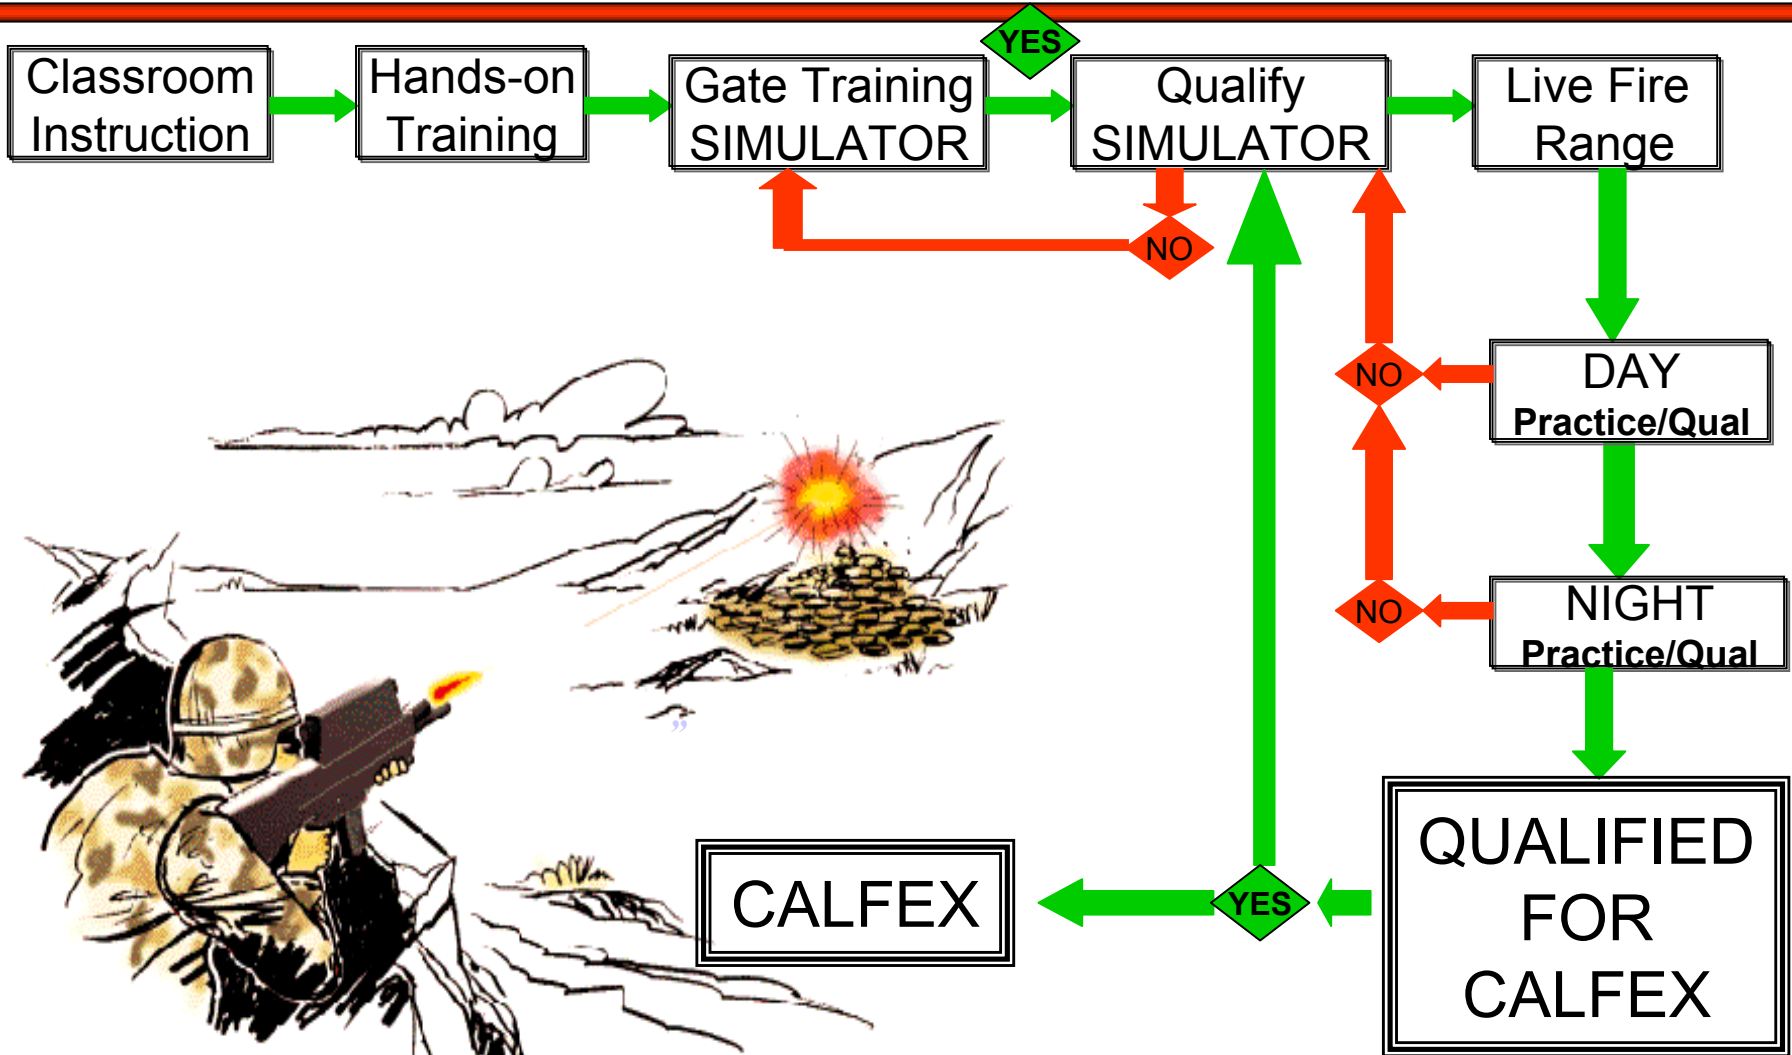 YES
Classroom
Instruction
Hands-on
Training
Gate Training
SIMULATOR
Qualify
SIMULATOR
Live Fire
Range
NO
NO
DAY
Practice/Qual
NO
NIGHT
Practice/Qual
”
CALFEX
YES
QUALIFIED
FOR
CALFEX